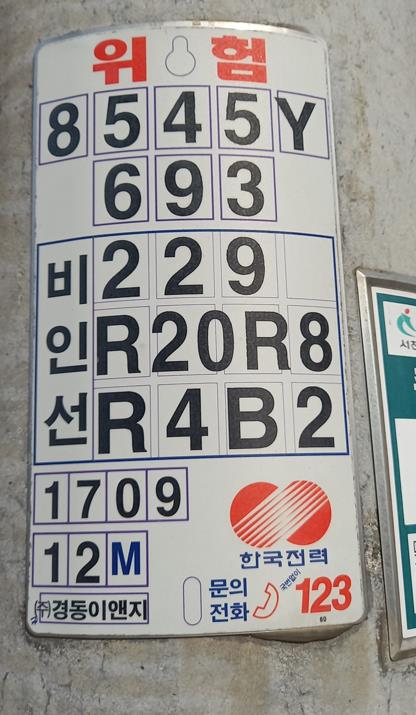 위험
8545Y
693
비 229
인 R20R8
선 R4B2
1709
12M
한국전력
문의 국번없이
전화 123
㈜경동이앤지
60